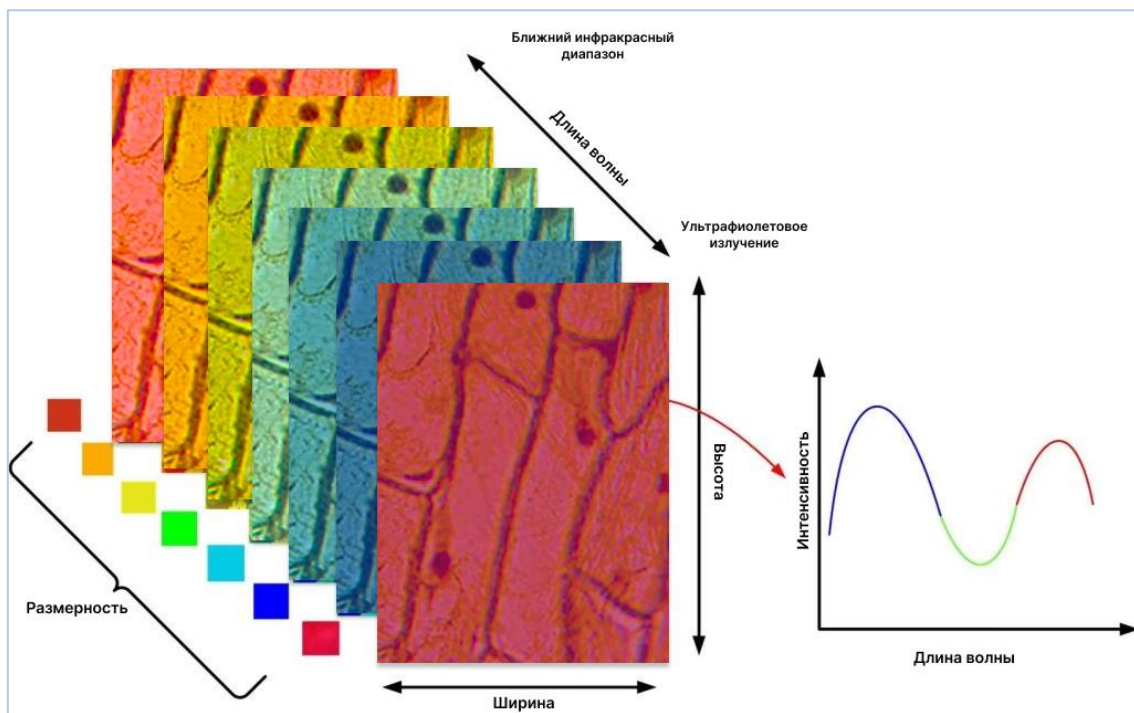 Ближний инфракрасный
диапазон
Длина волны
Ультрафиолетовое
излучение
Высота
Интенсивность
Размерность
Длина волны
Ширина